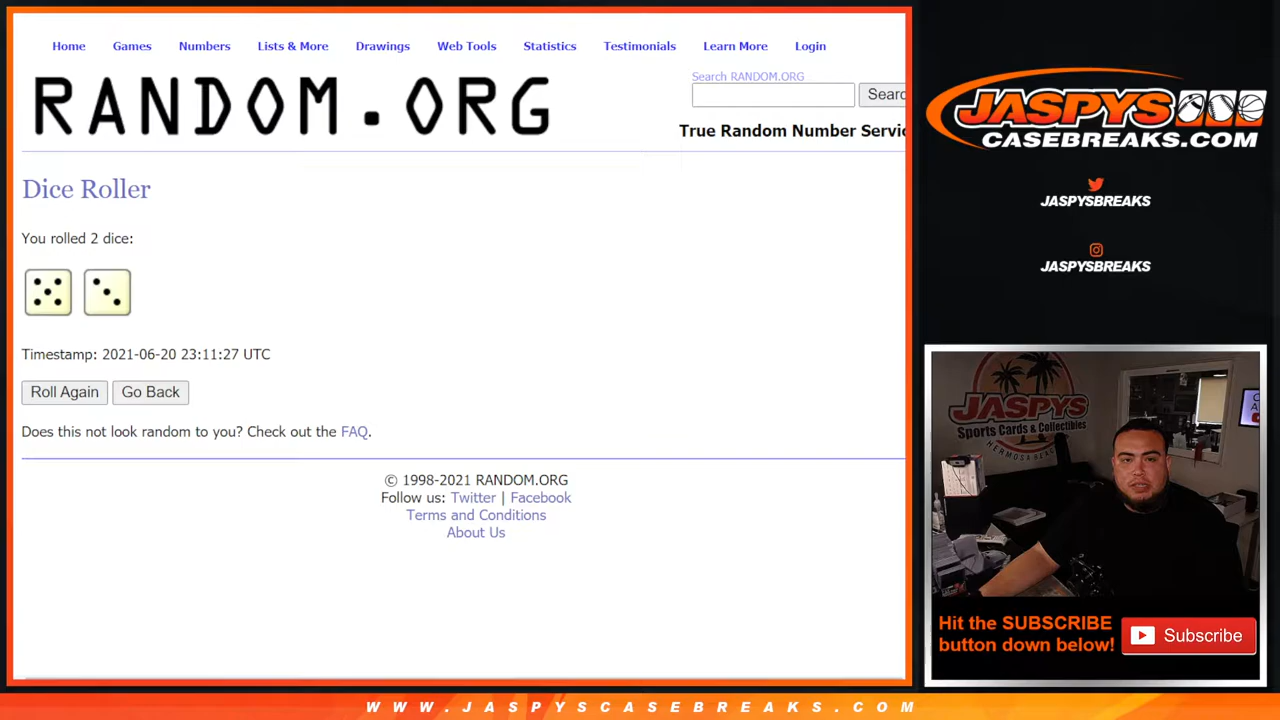 Home Games Numbers Lists & More Drawings Web Tools Statistics Testimonials Learn More Login
RANDOM.ORG
Search RANDOM.ORG
Searc
True Random Number Servic
Dice Roller
You rolled 2 dice:
Timestamp: 2021-06-20 23:11:27 UTC
Roll Again Go Back
Does this not look random to you? Check out the FAQ.
© 1998-2021 RANDOM.ORG
Follow us: Twitter | Facebook
Terms and Conditions
About Us
JASPYS
CASEBREAKS.COM
JASPYSBREAKS
JASPYSBREAKS
JASPYS
Sports Cards & Collectibles
HERMOSA BEACH
Hit the SUBSCRIBE
button down below!
Subscribe
WWW.JASPYSCASEBREAKS.COM